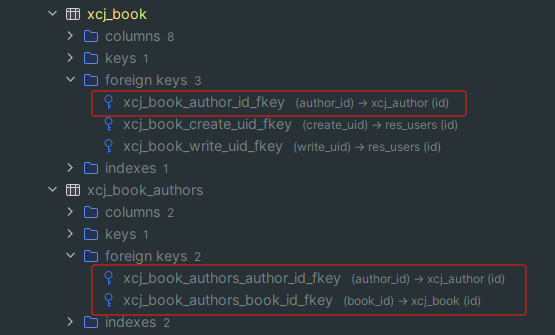 xcj_book
columns 8
keys 1
foreign keys 3
xcj_book_author_id_fkey (author_id) → xcj_author (id)
xcj_book_create_uid_fkey (create_uid) → res_users (id)
xcj_book_write_uid_fkey (write_uid) → res_users (id)
indexes 1
xcj_book_authors
columns 2
keys 1
foreign keys 2
xcj_book_authors_author_id_fkey (author_id) → xcj_author (id)
xcj_book_authors_book_id_fkey (book_id) → xcj_book (id)
indexes 2